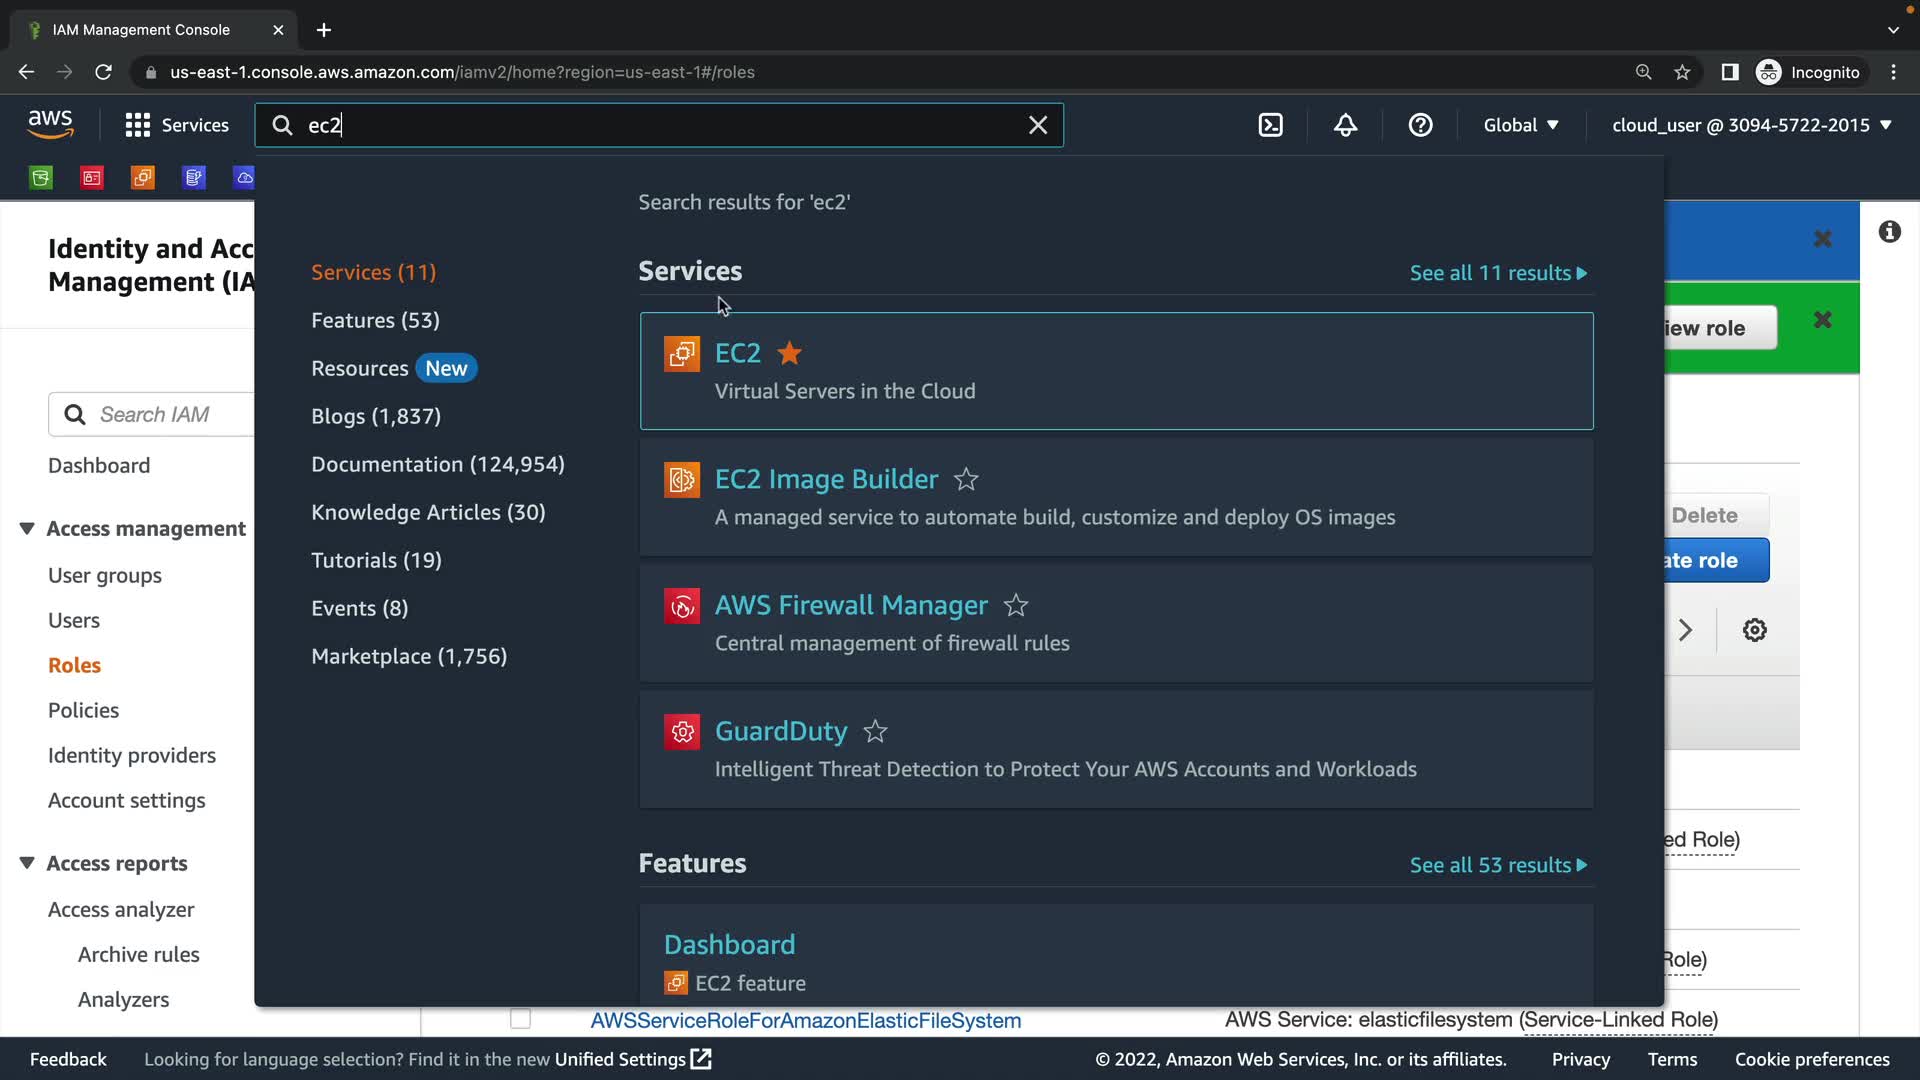 IAM Management Console
us-east-1.console.aws.amazon.com/iamv2/home?region=us-east-1#/roles
Incognito
aws
Services
ec2
Global
cloud_user @ 3094-5722-2015
Search results for 'ec2'
Identity and Acc
Management (IA
Search IAM
Dashboard
Access management
User groups
Users
Roles
Policies
Identity providers
Account settings
Access reports
Access analyzer
Archive rules
Analyzers
Services (11)
Features (53)
Resources New
Blogs (1,837)
Documentation (124,954)
Knowledge Articles (30)
Tutorials (19)
Events (8)
Marketplace (1,756)
Services
See all 11 results
EC2
Virtual Servers in the Cloud
EC2 Image Builder
A managed service to automate build, customize and deploy OS images
AWS Firewall Manager
Central management of firewall rules
GuardDuty
Intelligent Threat Detection to Protect Your AWS Accounts and Workloads
Features
See all 53 results
Dashboard
EC2 feature
iew role
Delete
ate role
ed Role)
Role)
AWSServiceRoleForAmazonElasticFileSystem
AWS Service: elasticfilesystem (Service-Linked Role)
Feedback
Looking for language selection? Find it in the new Unified Settings
© 2022, Amazon Web Services, Inc. or its affiliates.
Privacy
Terms
Cookie preferences